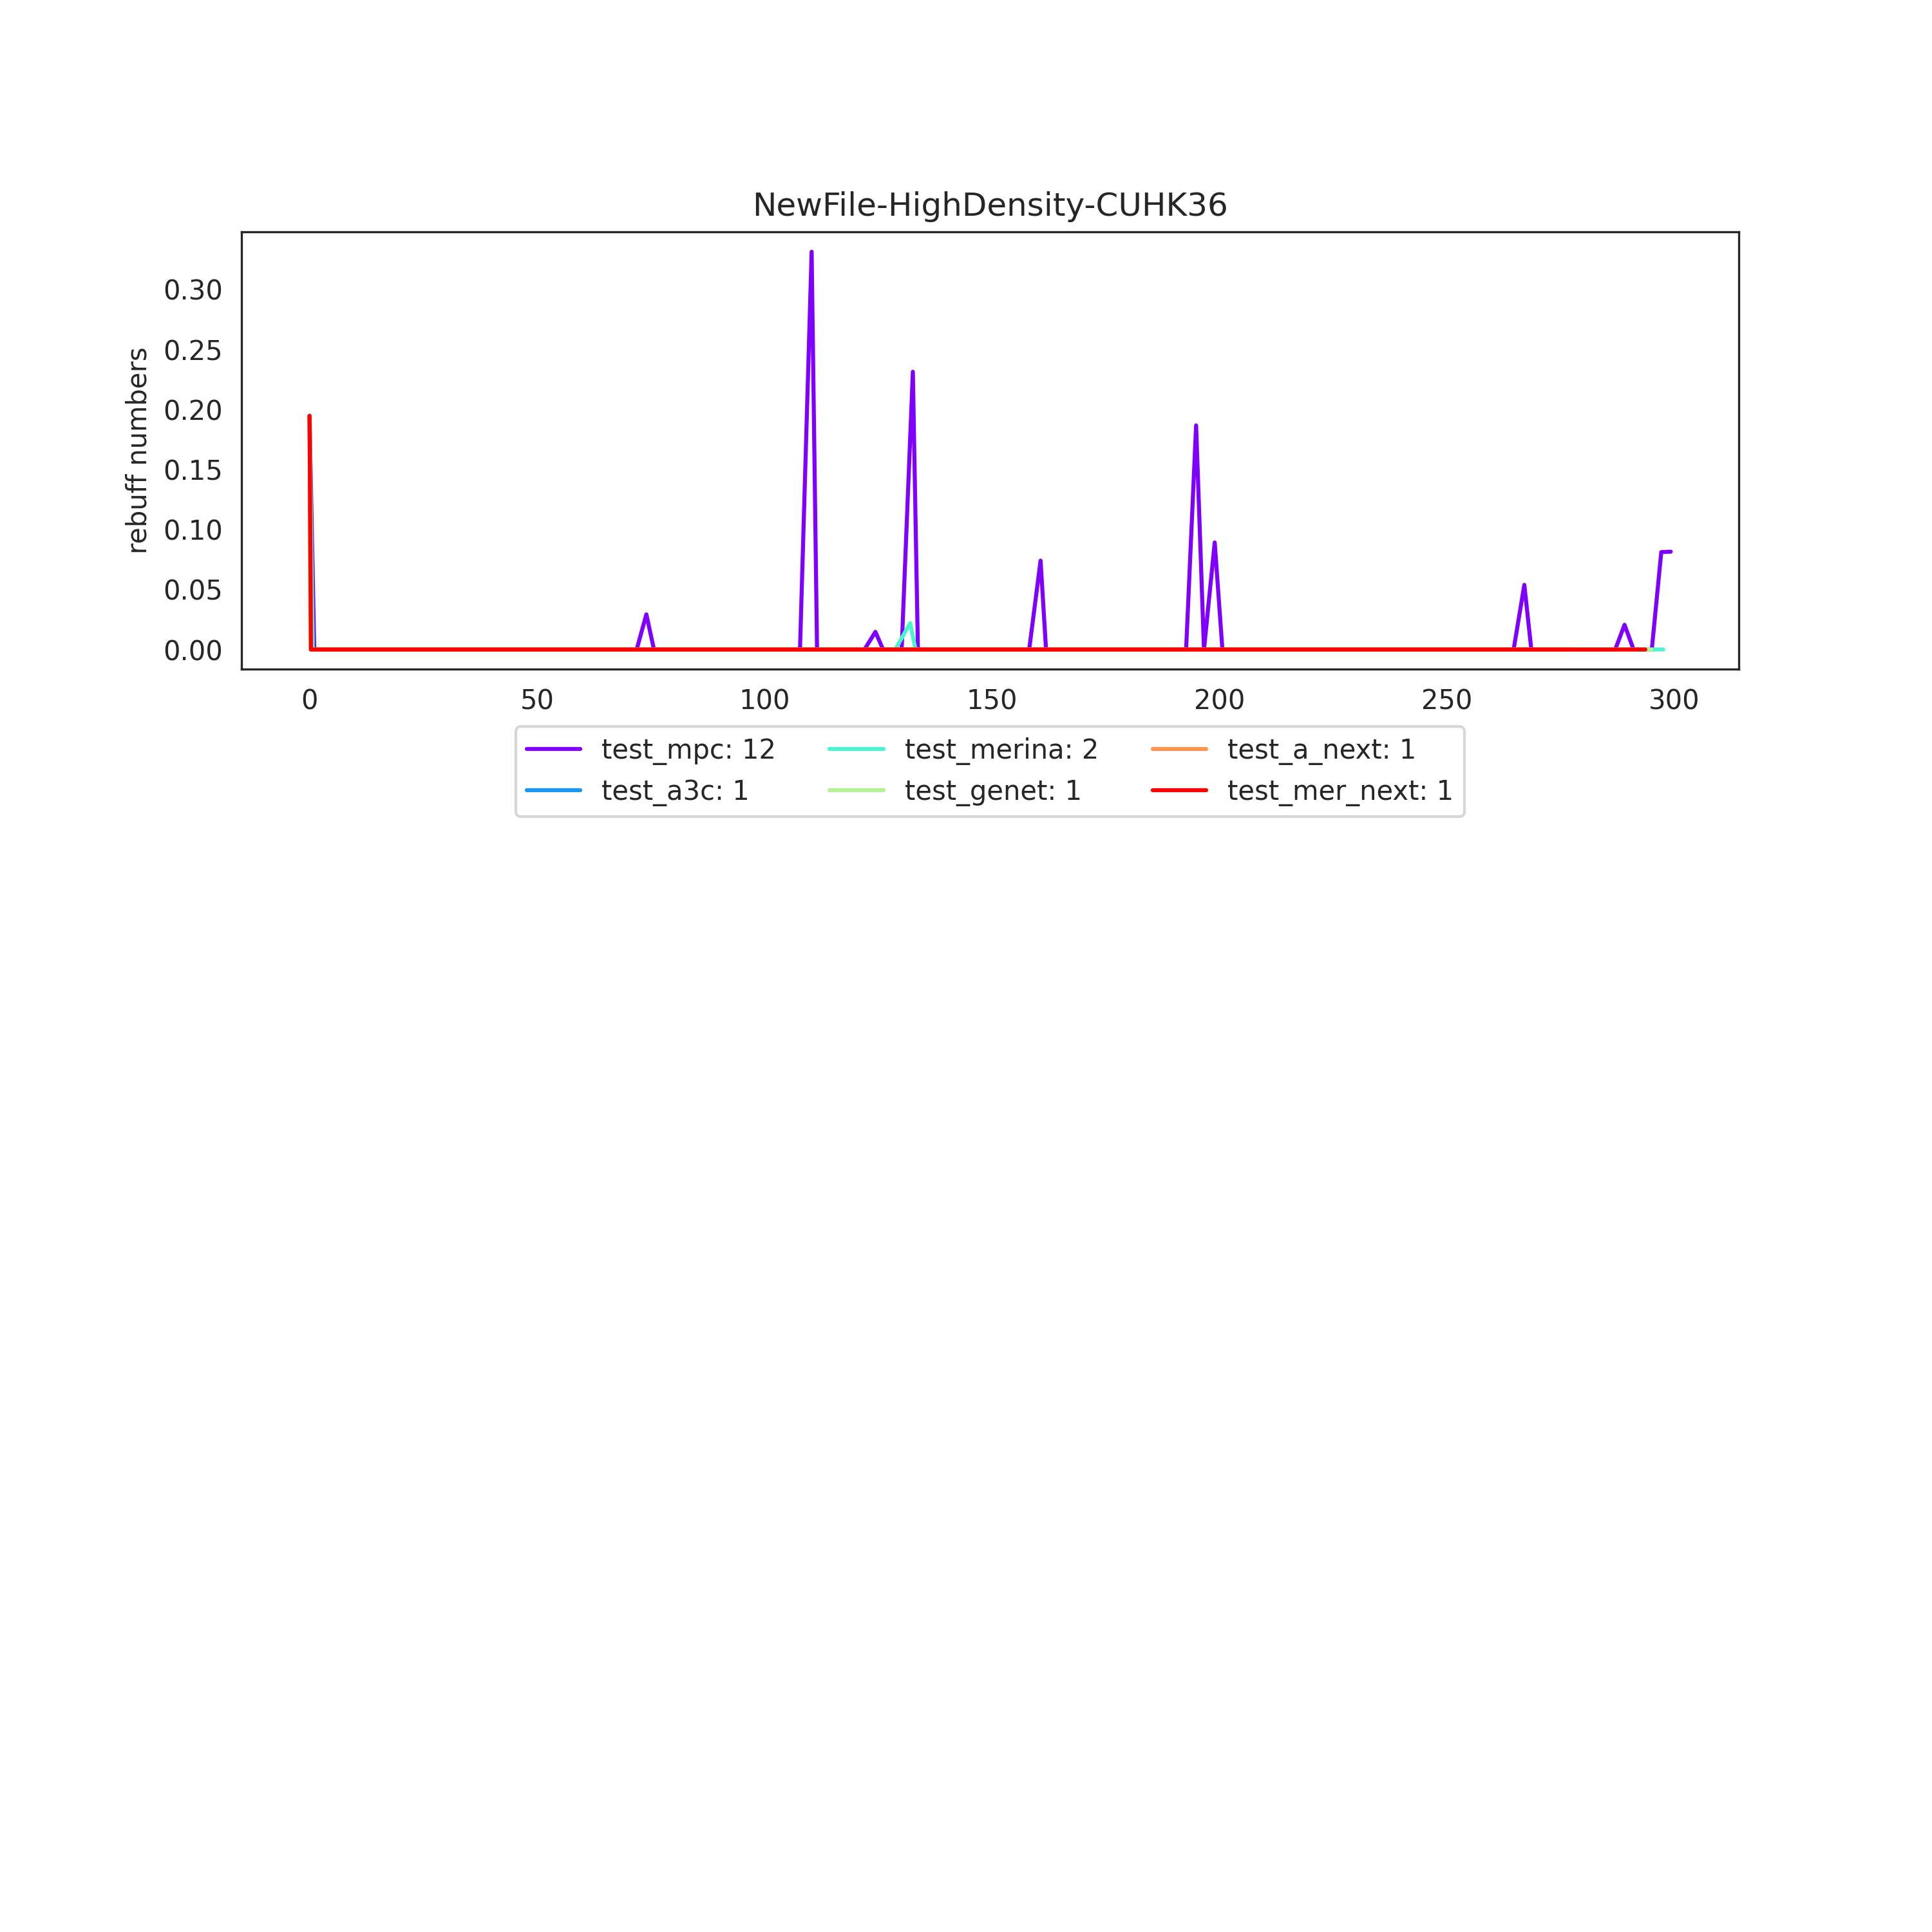 NewFile-HighDensity-CUHK36
rebuff numbers
0.30
0.25
0.20
0.15
0.10
0.05
0.00
0 50 100 150 200 250 300
test_mpc: 12 test_merina: 2 test_a_next: 1
test_a3c: 1 test_genet: 1 test_mer_next: 1